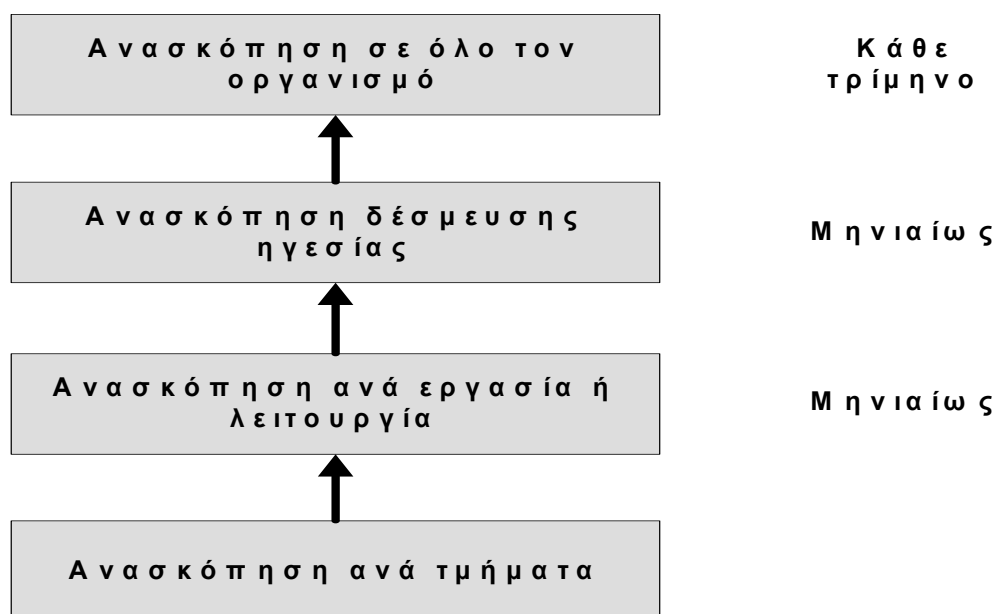 Ανασκόπηση σε όλο τον
οργανισμό
Κάθε
τρίμηνο
Ανασκόπηση δέσμευσης
ηγεσίας
Μηνιαίως
Ανασκόπηση ανά εργασία ή
λειτουργία
Μηνιαίως
Ανασκόπηση ανά τμήματα